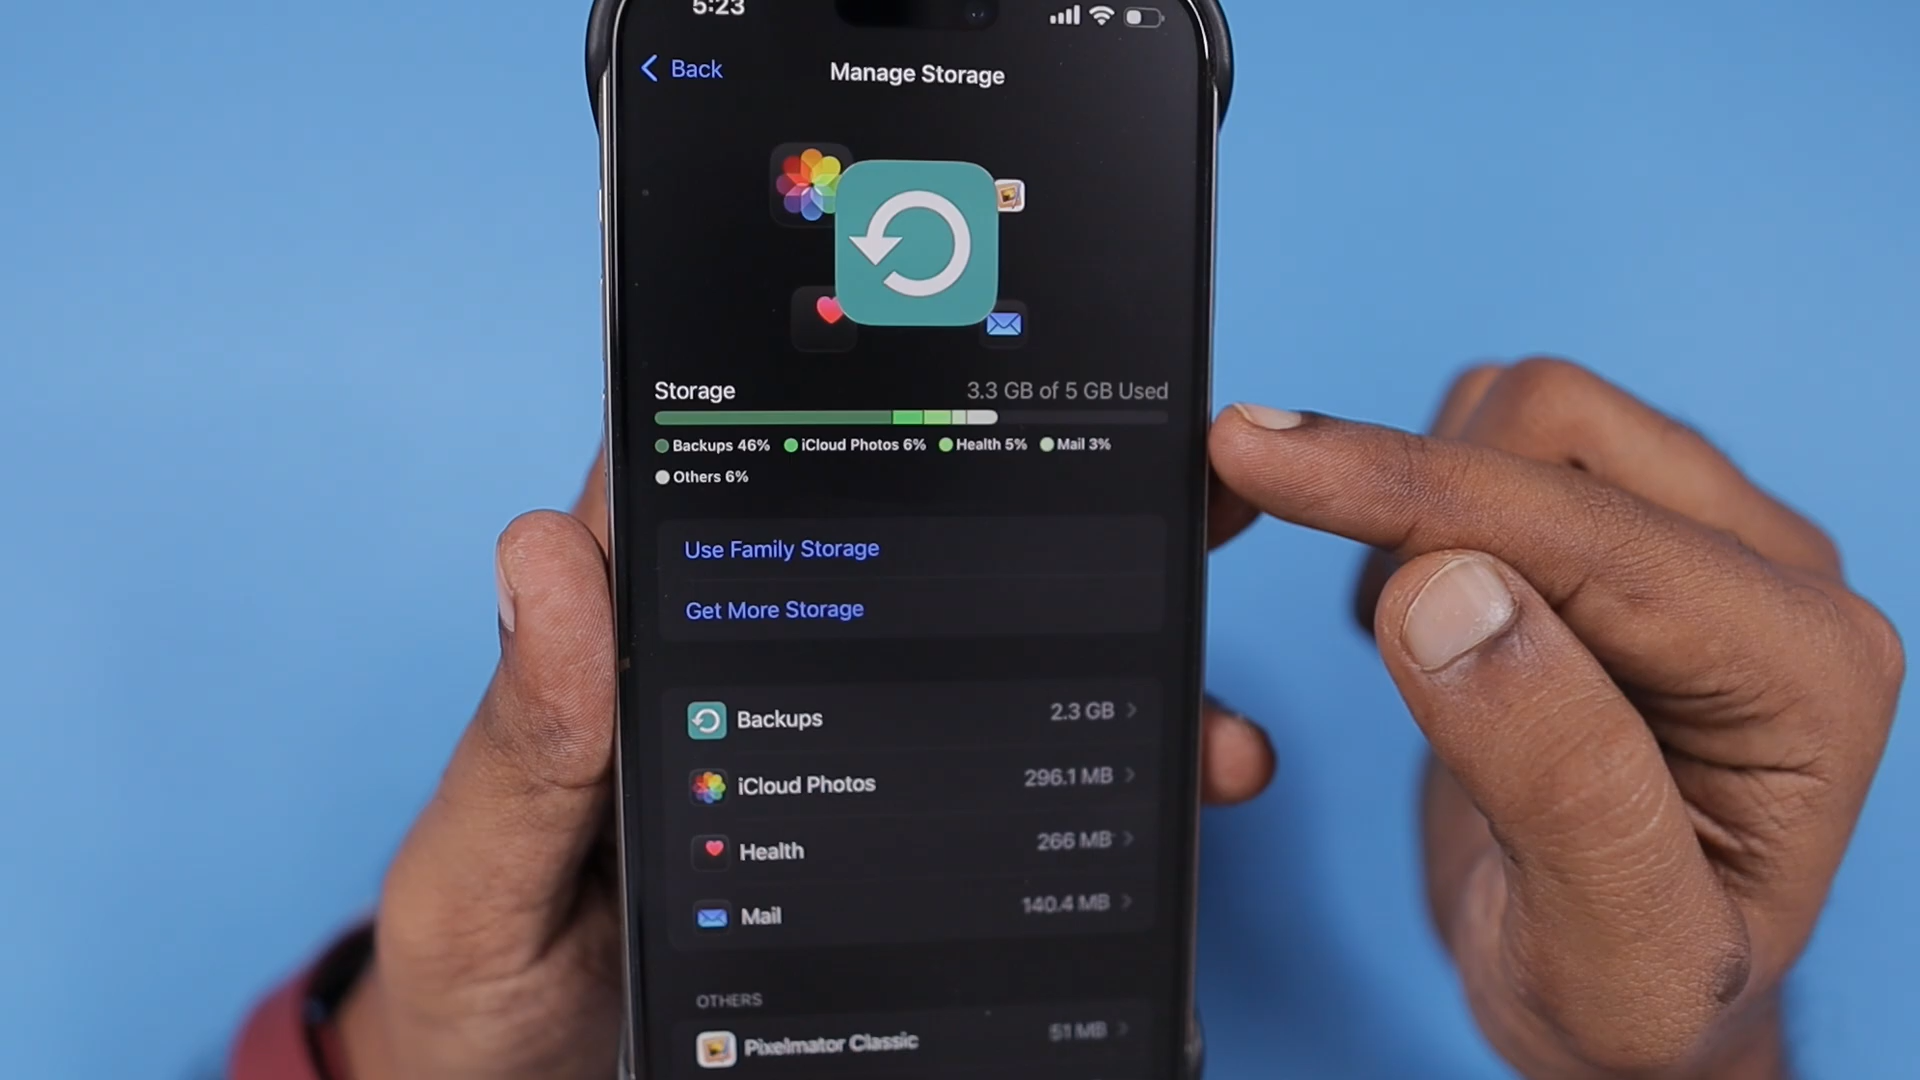 5:23
Back
Manage Storage
Storage 3.3 GB of 5 GB Used
Backups 46% iCloud Photos 6% Health 5% Mail 3%
Others 6%
Use Family Storage
Get More Storage
Backups 2.3 GB
iCloud Photos 296.1 MB
Health 266 MB
Mail 140.4 MB
OTHERS
Pixelmator Classic 51 MB